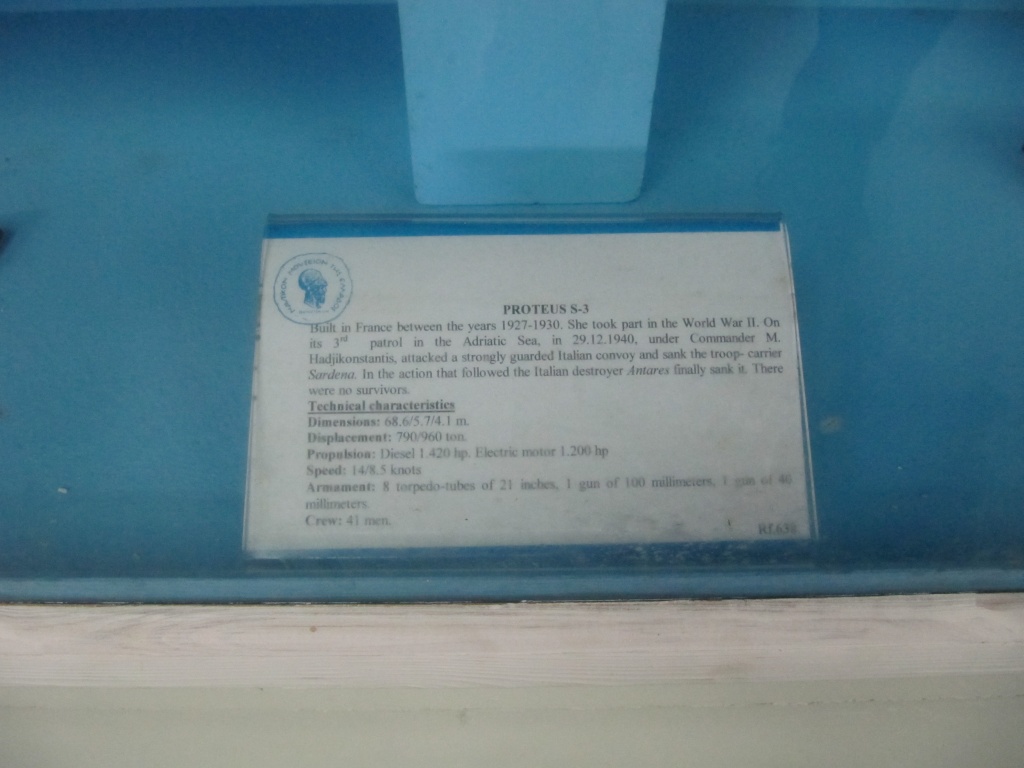 PROTEUS S-3
Built in France between the years 1927-1930. She took part in the World War II. On
its 3rd patrol in the Adriatic Sea, in 29.12.1940, under Commander M.
Hadjikonstantis, attacked a strongly guarded Italian convoy and sank the troop- carrier
Sardena. In the action that followed the Italian destroyer Antares finally sank it. There
were no survivors.
Technical characteristics
Dimensions: 68.6/5.7/4.1 m.
Displacement: 790/960 ton.
Propulsion: Diesel 1.420 hp. Electric motor 1.200 hp
Speed: 14/8.5 knots
Armament: 8 torpedo-tubes of 21 inches, 1 gun of 100 millimeters, 1 gun of 40
millimeters.
Crew: 41 men.